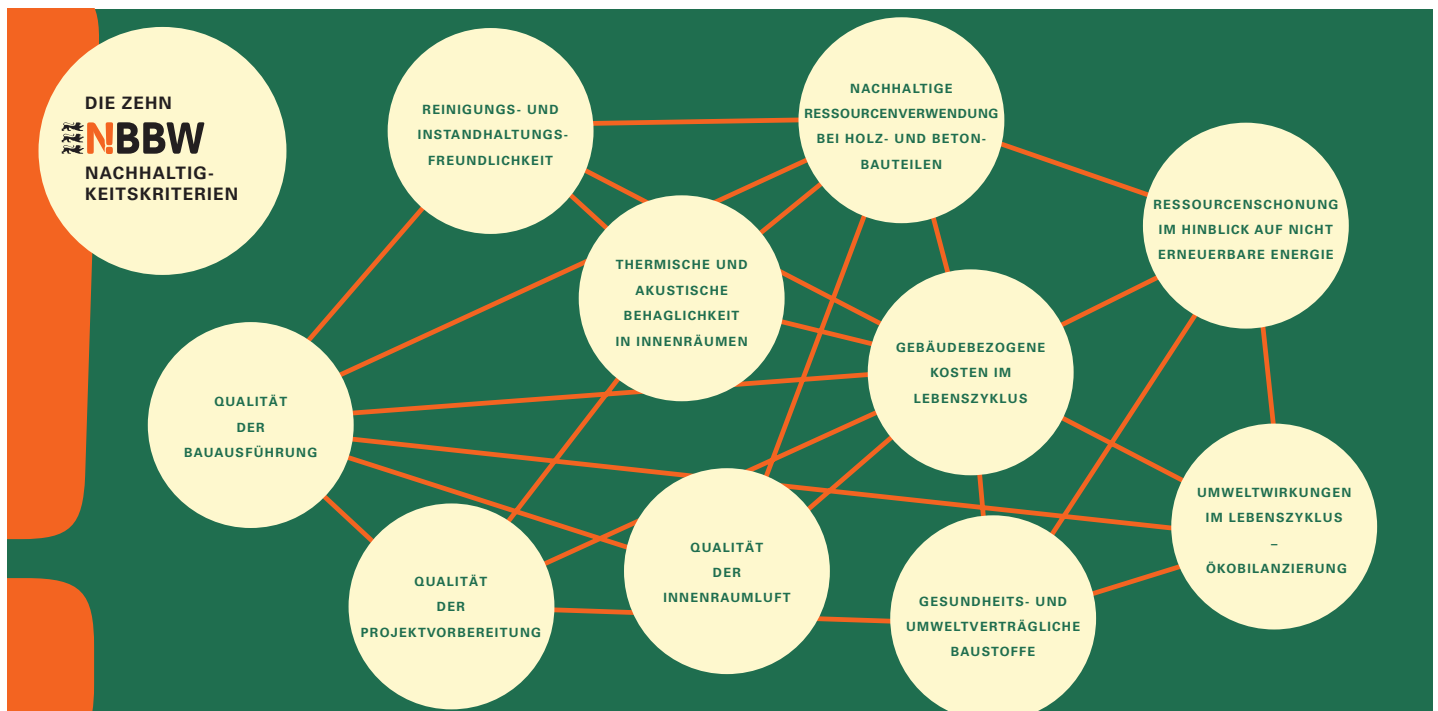 DIE ZEHN
N!BBW
NACHHALTIG-
KEITSKRITERIEN
REINIGUNGS- UND
INSTANDHALTUNGS-
FREUNDLICHKEIT
NACHHALTIGE
RESSOURCENVERWENDUNG
BEI HOLZ- UND BETON-
BAUTEILEN
RESSOURCENSCHONUNG
IM HINBLICK AUF NICHT
ERNEUERBARE ENERGIE
THERMISCHE UND
AKUSTISCHE
BEHAGLICHKEIT
IN INNENRÄUMEN
GEBÄUDEBEZOGENE
KOSTEN IM
LEBENSZYKLUS
QUALITÄT
DER
BAUAUSFÜHRUNG
UMWELTWIRKUNGEN
IM LEBENSZYKLUS
–
ÖKOBILANZIERUNG
QUALITÄT
DER
PROJEKTVORBEREITUNG
QUALITÄT
DER
INNENRAUMLUFT
GESUNDHEITS- UND
UMWELTVERTRÄGLICHE
BAUSTOFFE